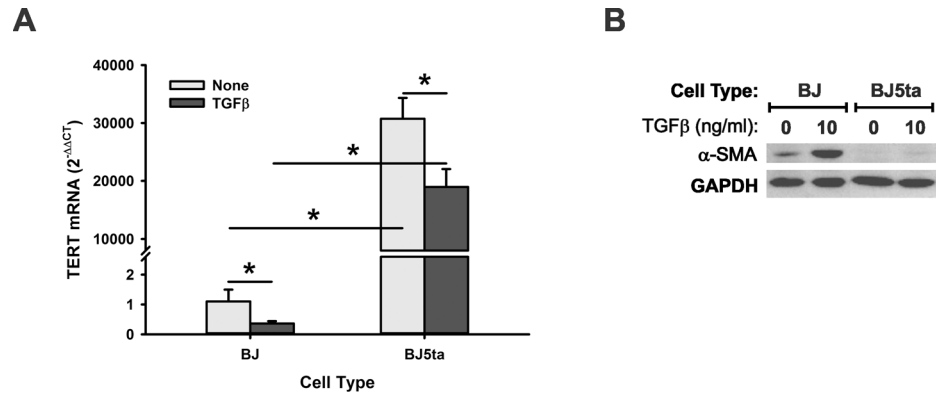 A
40000
30000
20000
10000
2
1
0
TERT mRNA (2^-ΔΔCT)
None
TGFβ
*
*
*
*
BJ
BJ5ta
Cell Type
B
Cell Type: BJ BJ5ta
TGFβ (ng/ml): 0 10 0 10
α-SMA
GAPDH